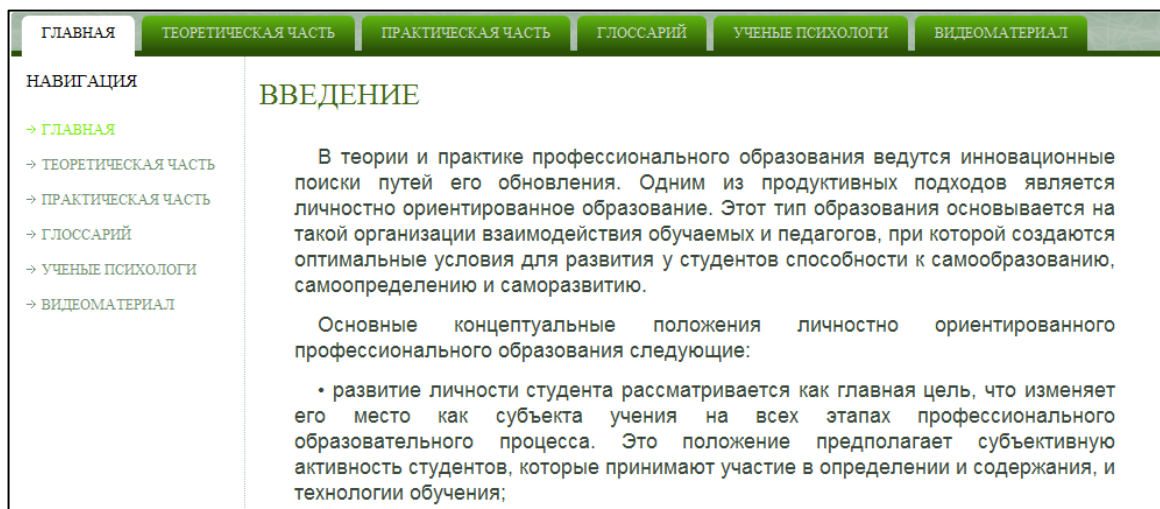 ГЛАВНАЯ ТЕОРЕТИЧЕСКАЯ ЧАСТЬ ПРАКТИЧЕСКАЯ ЧАСТЬ ГЛОССАРИЙ УЧЕНЫЕ ПСИХОЛОГИ ВИДЕОМАТЕРИАЛ
НАВИГАЦИЯ
→ ГЛАВНАЯ
→ ТЕОРЕТИЧЕСКАЯ ЧАСТЬ
→ ПРАКТИЧЕСКАЯ ЧАСТЬ
→ ГЛОССАРИЙ
→ УЧЕНЫЕ ПСИХОЛОГИ
→ ВИДЕОМАТЕРИАЛ
ВВЕДЕНИЕ
В теории и практике профессионального образования ведутся инновационные
поиски путей его обновления. Одним из продуктивных подходов является
личностно ориентированное образование. Этот тип образования основывается на
такой организации взаимодействия обучаемых и педагогов, при которой создаются
оптимальные условия для развития у студентов способности к самообразованию,
самоопределению и саморазвитию.
Основные концептуальные положения личностно ориентированного
профессионального образования следующие:
• развитие личности студента рассматривается как главная цель, что изменяет
его место как субъекта учения на всех этапах профессионального
образовательного процесса. Это положение предполагает субъективную
активность студентов, которые принимают участие в определении и содержания, и
технологии обучения;